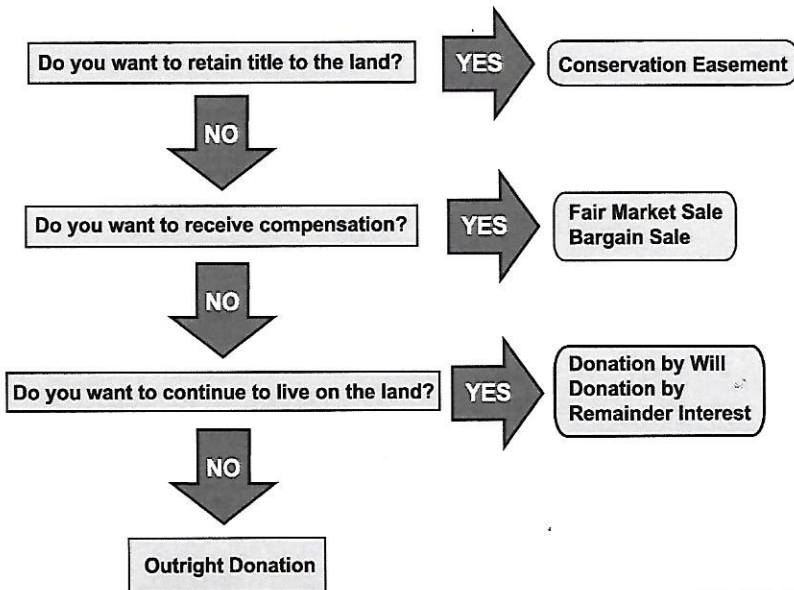 Do you want to retain title to the land?
YES
Conservation Easement
NO
Do you want to receive compensation?
YES
Fair Market Sale
Bargain Sale
NO
Do you want to continue to live on the land?
YES
Donation by Will
Donation by
Remainder Interest
NO
Outright Donation